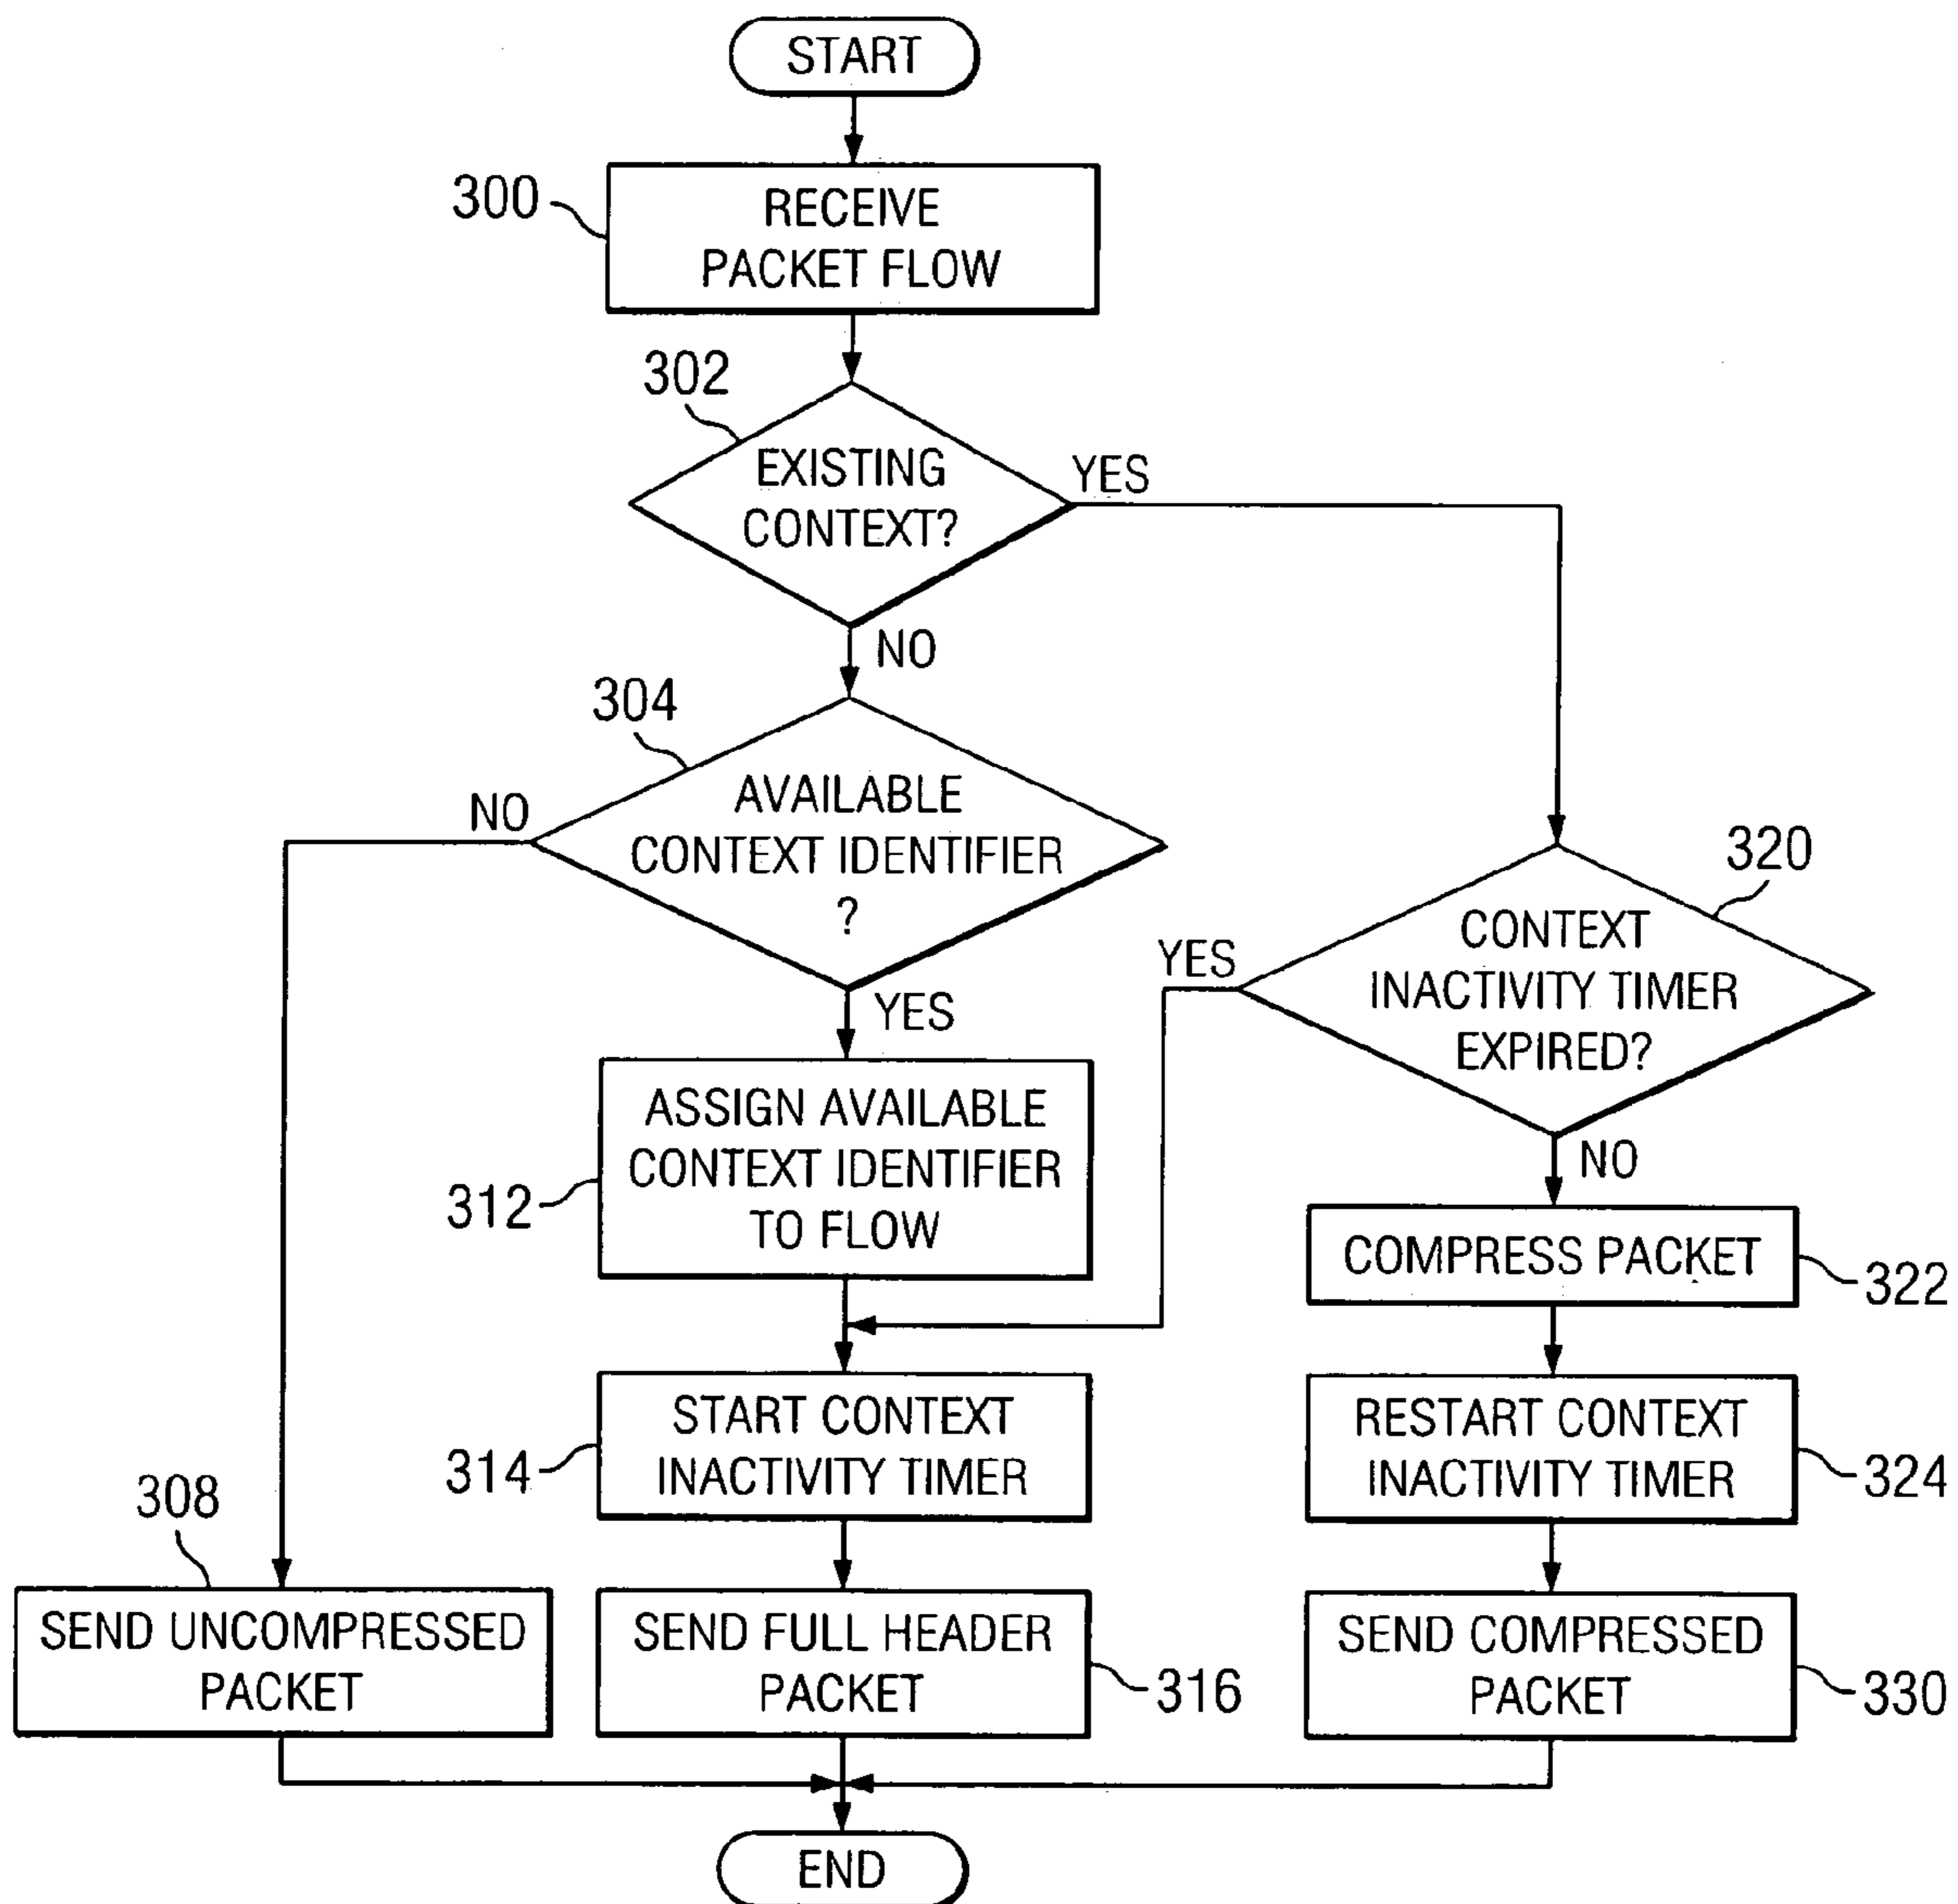 START
300
RECEIVE
PACKET FLOW
302
EXISTING
CONTEXT?
YES
NO
304
AVAILABLE
CONTEXT IDENTIFIER
?
NO
YES
320
CONTEXT
INACTIVITY TIMER
EXPIRED?
YES
NO
312
ASSIGN AVAILABLE
CONTEXT IDENTIFIER
TO FLOW
COMPRESS PACKET
322
314
START CONTEXT
INACTIVITY TIMER
RESTART CONTEXT
INACTIVITY TIMER
324
308
SEND UNCOMPRESSED
PACKET
SEND FULL HEADER
PACKET
316
SEND COMPRESSED
PACKET
330
END